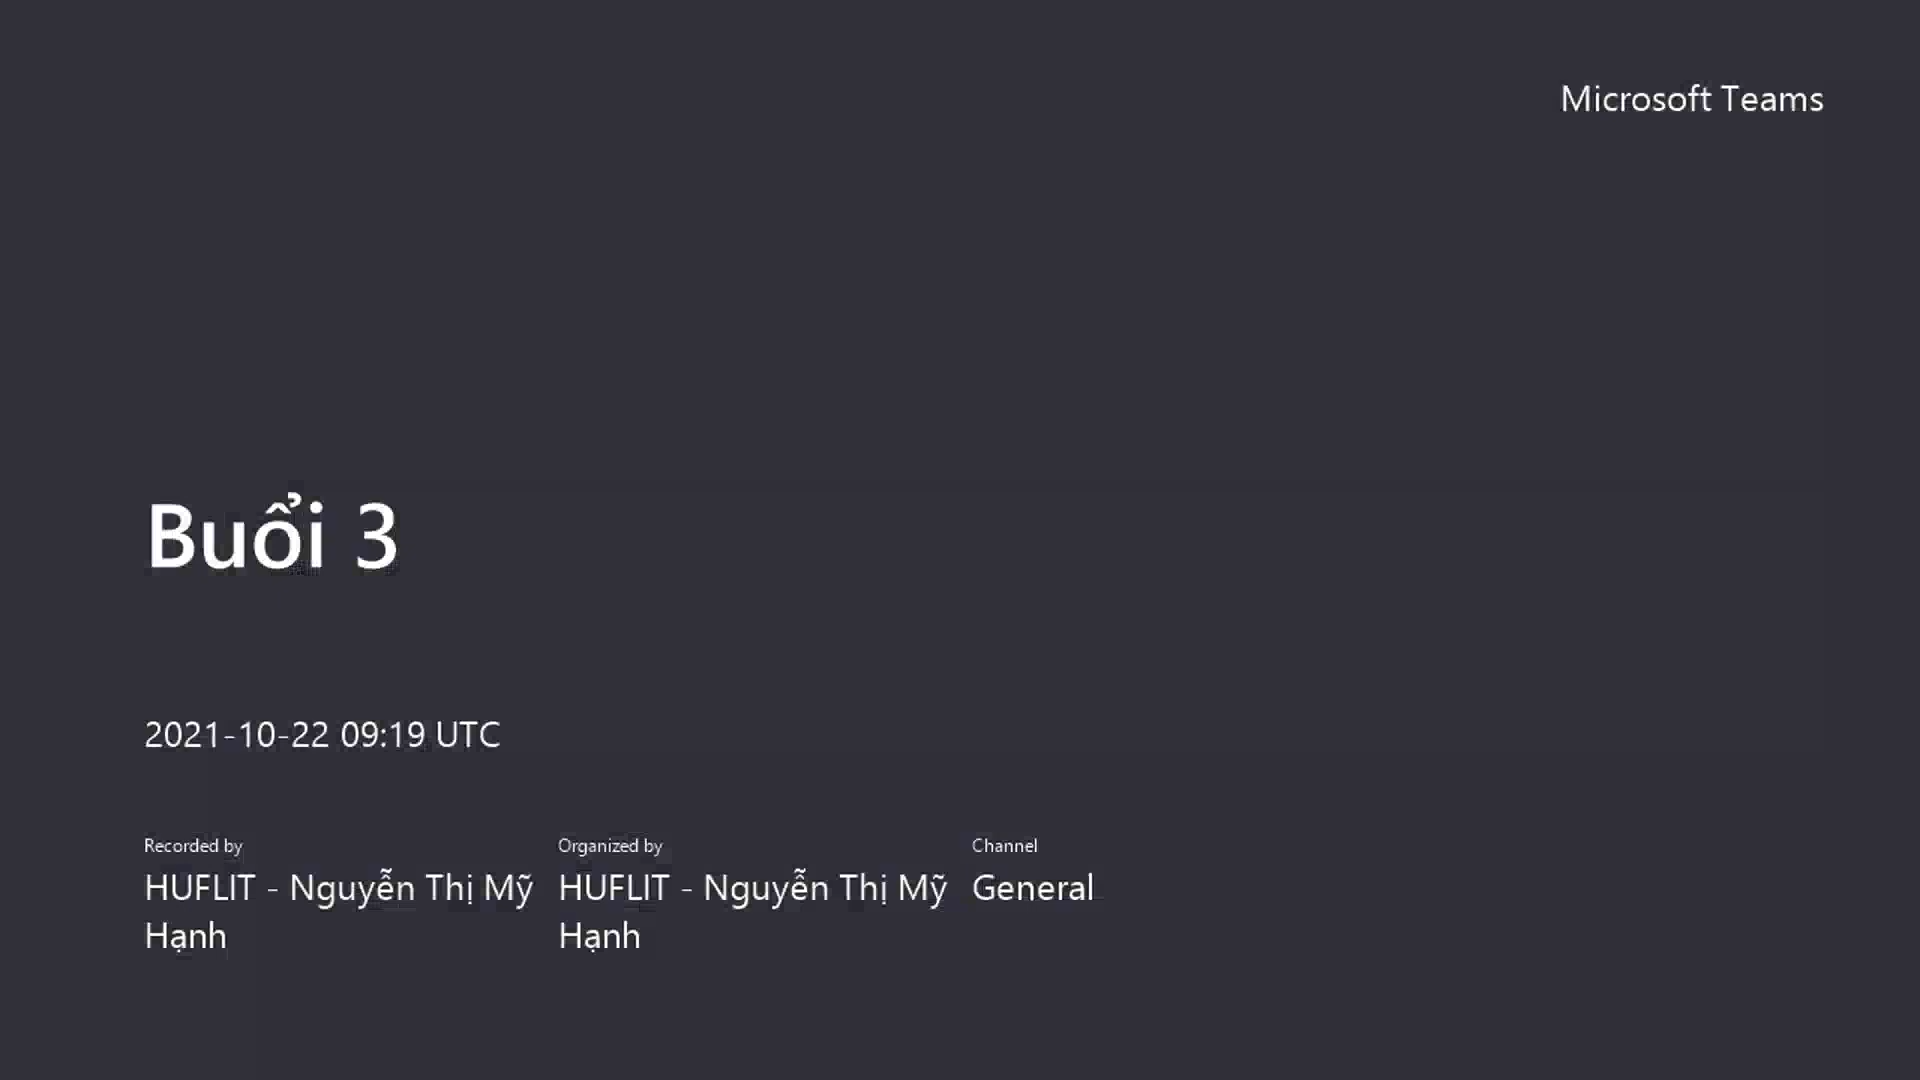 Microsoft Teams
Buổi 3
2021-10-22 09:19 UTC
Recorded by
HUFLIT - Nguyễn Thị Mỹ
Hạnh
Organized by
HUFLIT - Nguyễn Thị Mỹ
Hạnh
Channel
General